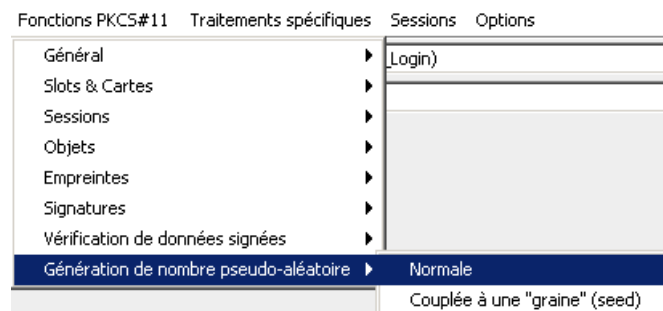 Fonctions PKCS#11 Traitements spécifiques Sessions Options
Général
_Login)
Slots & Cartes
Sessions
Objets
Empreintes
Signatures
Vérification de données signées
Génération de nombre pseudo-aléatoire Normale
Couplée à une "graine" (seed)